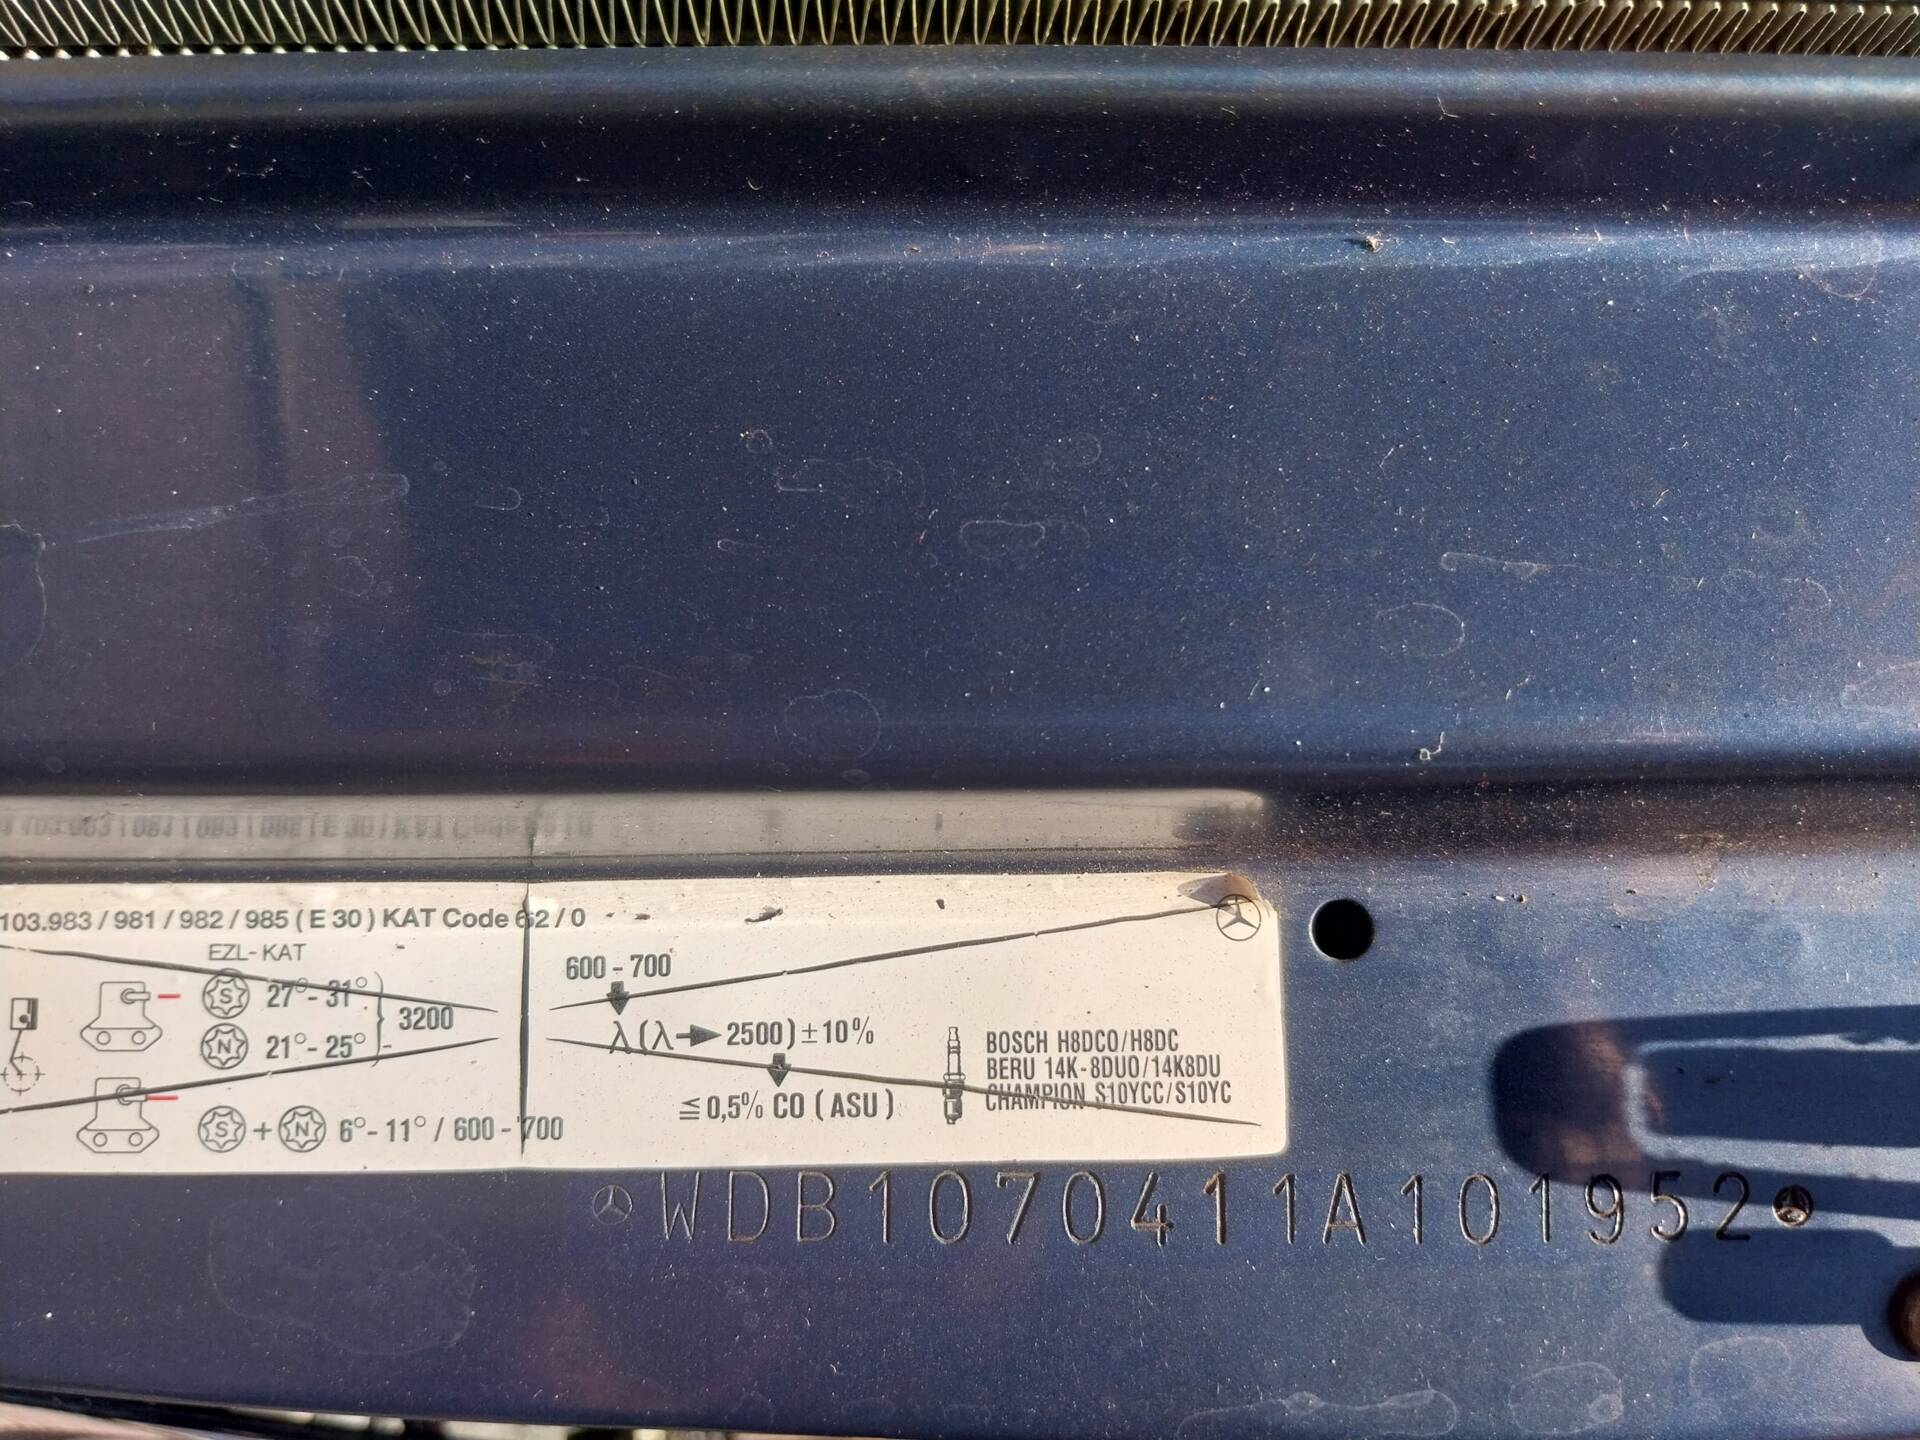 103.983 / 981 / 982 / 985 ( E 30 ) KAT Code 62 / 0
EZL- KAT
S 27° - 31°
N 21° - 25°
3200
S + N 6° - 11° / 600 - 700
600 - 700
λ ( λ 2500 ) ± 10%
≦ 0,5% CO ( ASU )
BOSCH H8DCO/H8DC
BERU 14K-8DUO/14K8DU
CHAMPION S10YCC/S10YC
WDB1070411A101952